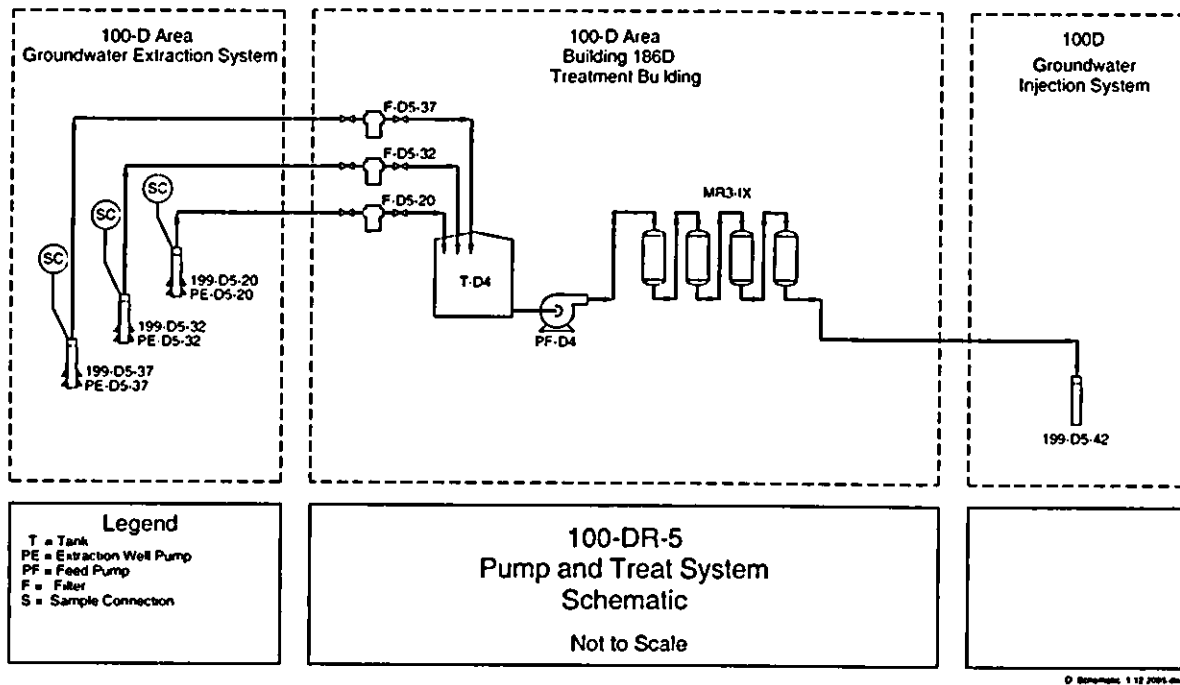 100-D Area
Groundwater Extraction System
SC
SC
SC
199-D5-20
PE-D5-20
199-D5-32
PE-D5-32
199-D5-37
PE-D5-37
100-D Area
Building 186D
Treatment Building
F-D5-37
F-D5-32
F-D5-20
T-D4
PF-D4
MR3-IX
100D
Groundwater
Injection System
199-D5-42
Legend
T = Tank
PE = Extraction Well Pump
PF = Feed Pump
F = Filter
S = Sample Connection
100-DR-5
Pump and Treat System
Schematic
Not to Scale